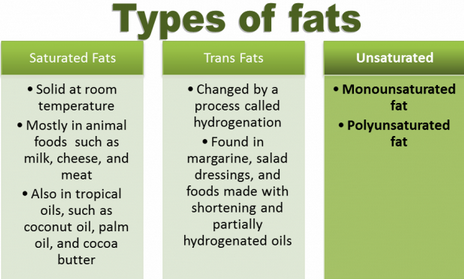 Types of fats
Saturated Fats
• Solid at room
temperature
• Mostly in animal
foods such as
milk, cheese, and
meat
• Also in tropical
oils, such as
coconut oil, palm
oil, and cocoa
butter
Trans Fats
• Changed by a
process called
hydrogenation
• Found in
margarine, salad
dressings, and
foods made with
shortening and
partially
hydrogenated oils
Unsaturated
• Monounsaturated
fat
• Polyunsaturated
fat